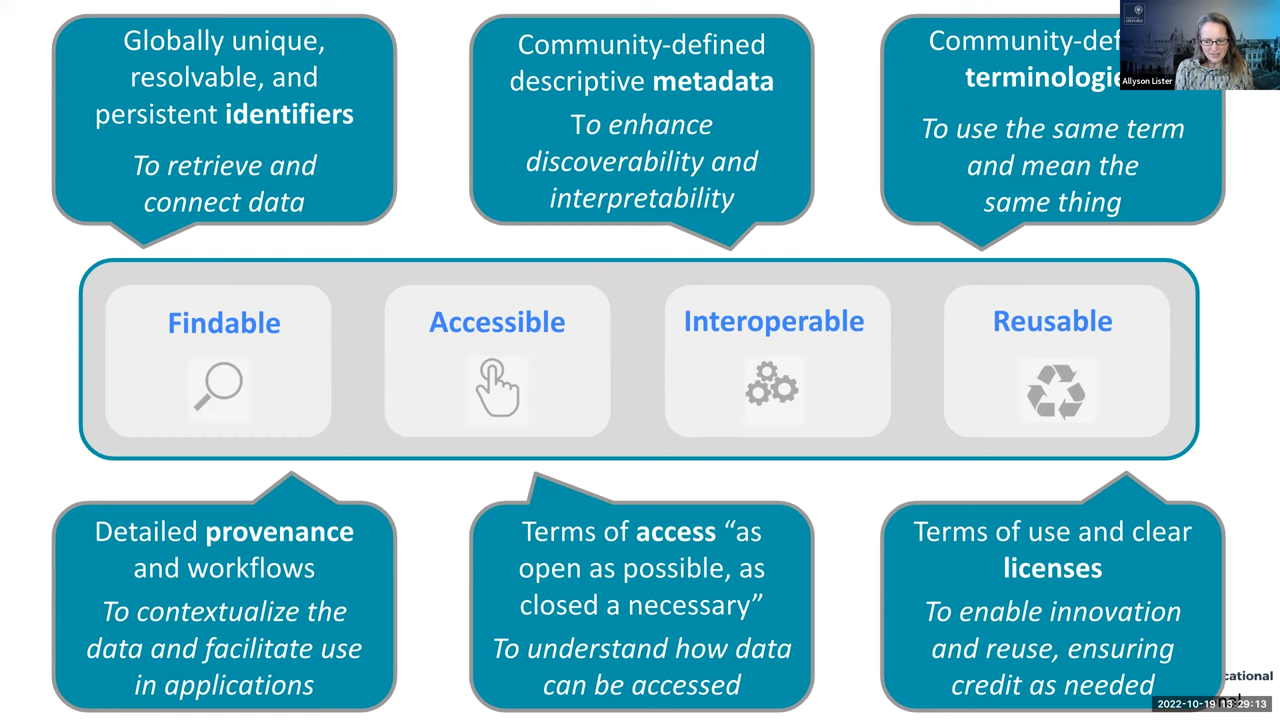 Globally unique,
resolvable, and
persistent identifiers
To retrieve and
connect data
Community-defined
descriptive metadata
To enhance
discoverability and
interpretability
To use the same term
and mean the
same thing
Allyson Lister
Findable
Accessible
Interoperable
Reusable
Detailed provenance
and workflows
To contextualize the
data and facilitate use
in applications
Terms of access “as
open as possible, as
closed a necessary”
To understand how data
can be accessed
Terms of use and clear
licenses
To enable innovation
and reuse, ensuring
credit as needed
2022-10-19 13:29:13